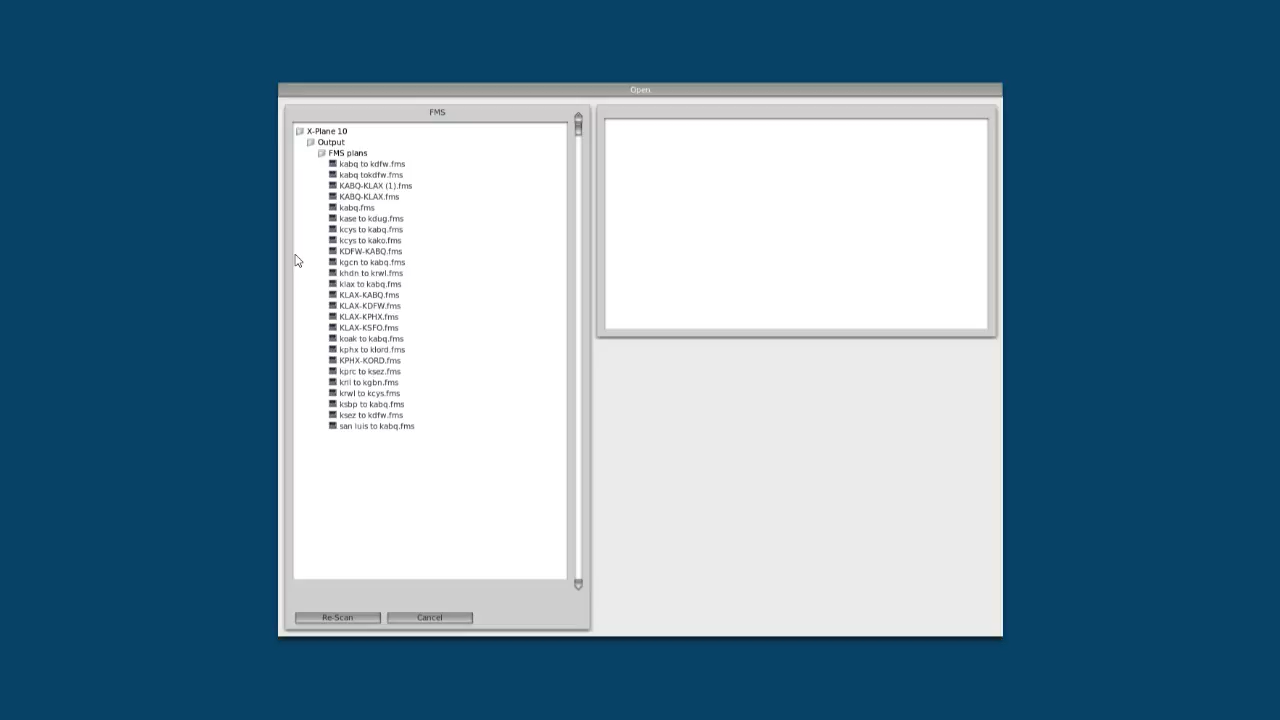 Open
FMS
X-Plane 10
Output
FMS plans
kabq to kdfw.fms
kabq tokdfw.fms
KABQ-KLAX (1).fms
KABQ-KLAX.fms
kabq.fms
kase to kdug.fms
kcys to kabq.fms
kcys to kako.fms
KDFW-KABQ.fms
kgcn to kabq.fms
khdn to krwl.fms
klax to kabq.fms
KLAX-KABQ.fms
KLAX-KDFW.fms
KLAX-KPHX.fms
KLAX-KSFO.fms
koak to kabq.fms
kphx to klord.fms
KPHX-KORD.fms
kprc to ksez.fms
kril to kgbn.fms
krwl to kcys.fms
ksbp to kabq.fms
ksez to kdfw.fms
san luis to kabq.fms
Re-Scan
Cancel